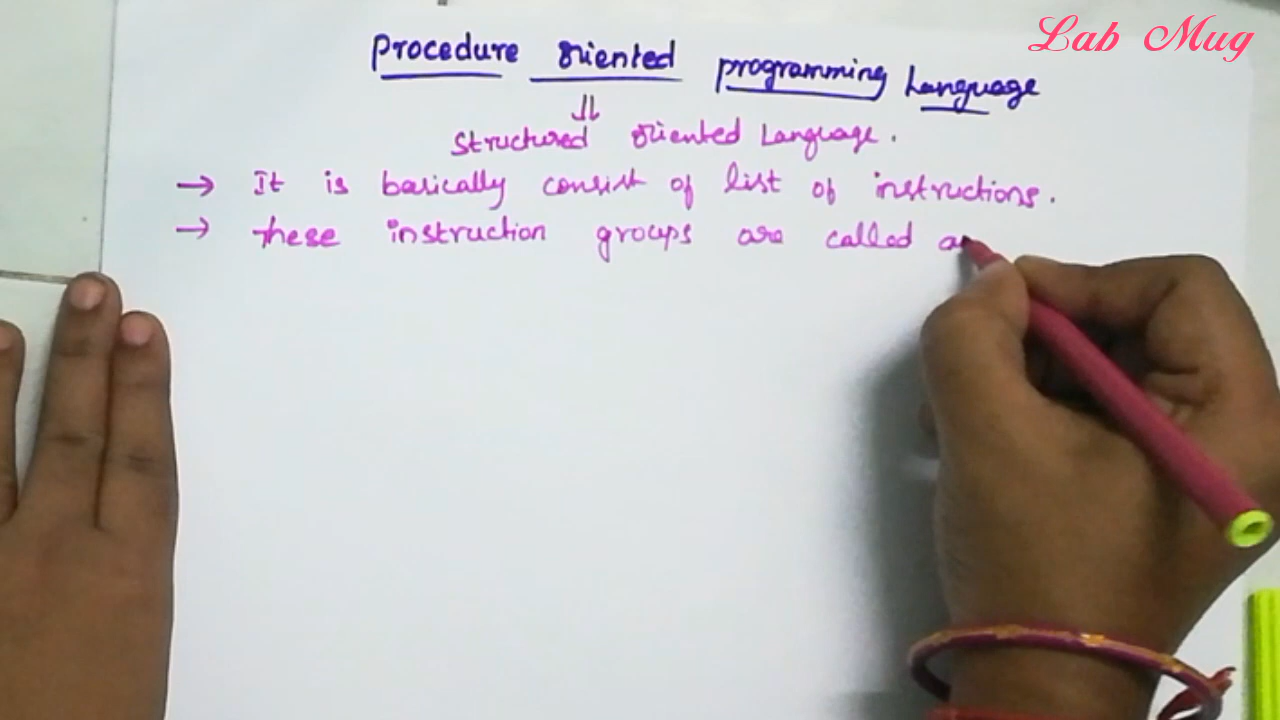 Lab Mug
Procedure oriented programming Language
⇓
Structured oriented Language.
→ It is basically consist of list of instructions.
→ These instruction groups are called as